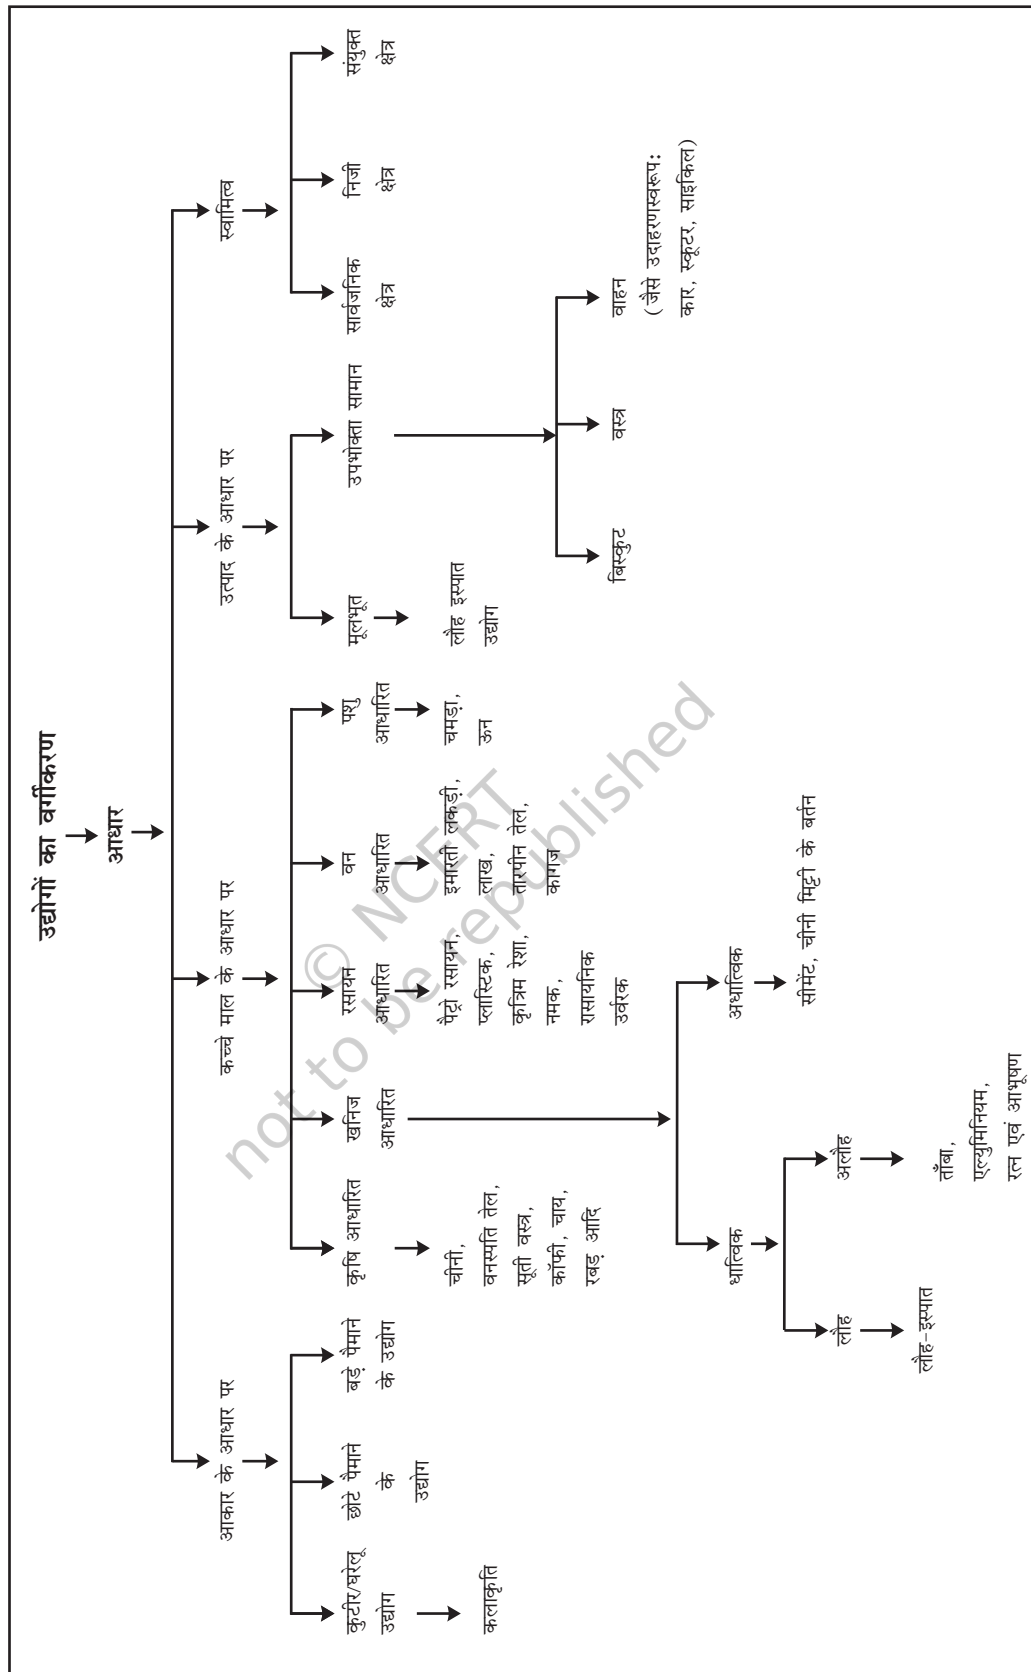 उद्योगों का वर्गीकरण
आधार
आकार के आधार पर
कच्चे माल के आधार पर
उत्पाद के आधार पर
स्वामित्व
कुटीर/घरेलू
उद्योग
छोटे पैमाने
के
उद्योग
बड़े पैमाने
के उद्योग
कृषि आधारित
खनिज
आधारित
रसायन
आधारित
वन
आधारित
पशु
आधारित
मूलभूत
उपभोक्ता सामान
सार्वजनिक
क्षेत्र
निजी
क्षेत्र
संयुक्त
क्षेत्र
कलाकृति
चीनी,
वनस्पति तेल,
सूती वस्त्र,
कॉफी, चाय,
रबड़ आदि
पैट्रो रसायन,
प्लास्टिक,
कृत्रिम रेशा,
नमक,
रासायनिक
उर्वरक
इमारती लकड़ी,
लाख,
तारपीन तेल,
कागज
चमड़ा,
ऊन
लौह इस्पात
उद्योग
बिस्कुट
वस्त्र
वाहन
(जैसे उदाहरणस्वरूप:
कार, स्कूटर, साइकिल)
धात्विक
अधात्विक
सीमेंट, चीनी मिट्टी के बर्तन
लौह
अलौह
लौह-इस्पात
ताँबा,
एल्युमिनियम,
रत्न एवं आभूषण
© NCERT
not to be republished